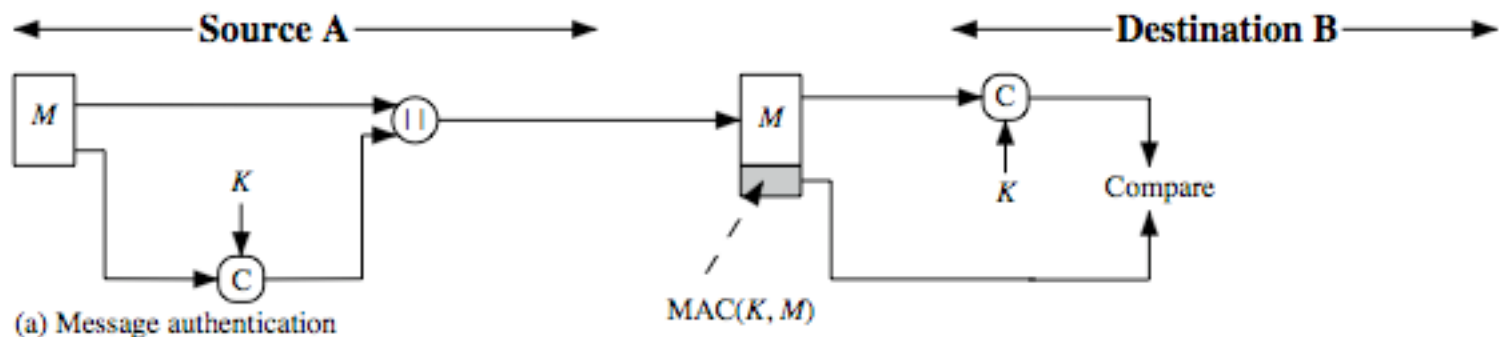 Source A
Destination B
M
||
M
C
K
K
Compare
C
MAC(K, M)
(a) Message authentication